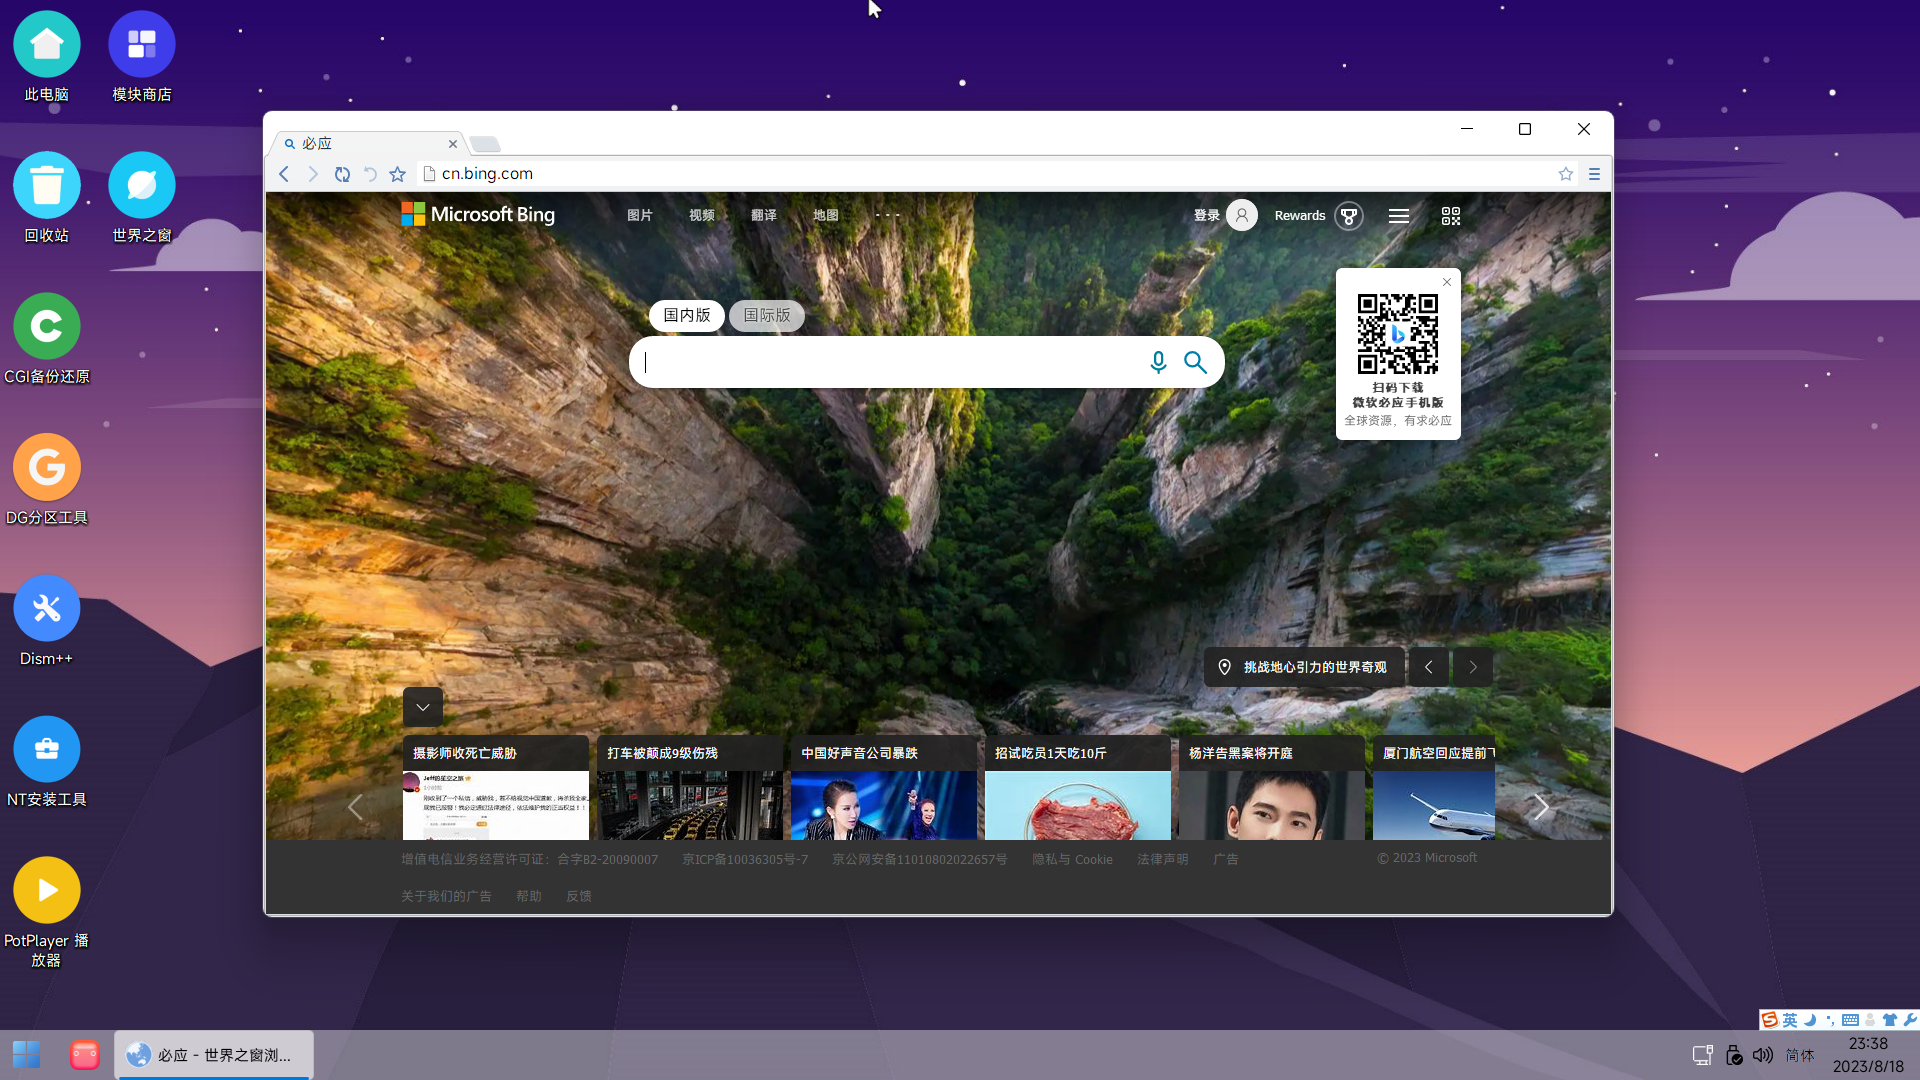 此电脑
模块商店
回收站
世界之窗
CGI备份还原
DG分区工具
Dism++
NT安装工具
PotPlayer 播
放器
必应
cn.bing.com
Microsoft Bing
图片
视频
翻译
地图
登录
Rewards
国内版
国际版
扫码下载
微软必应手机版
全球资源，有求必应
挑战地心引力的世界奇观
摄影师收死亡威胁
打车被颠成9级伤残
中国好声音公司暴跌
招试吃员1天吃10斤
杨洋告黑案将开庭
厦门航空回应提前下
Jeff的星空之旅
增值电信业务经营许可证：合字B2-20090007
京ICP备10036305号-7
京公网安备11010802022657号
隐私与 Cookie
法律声明
广告
© 2023 Microsoft
关于我们的广告
帮助
反馈
英
必应 - 世界之窗浏...
简体
23:38
2023/8/18